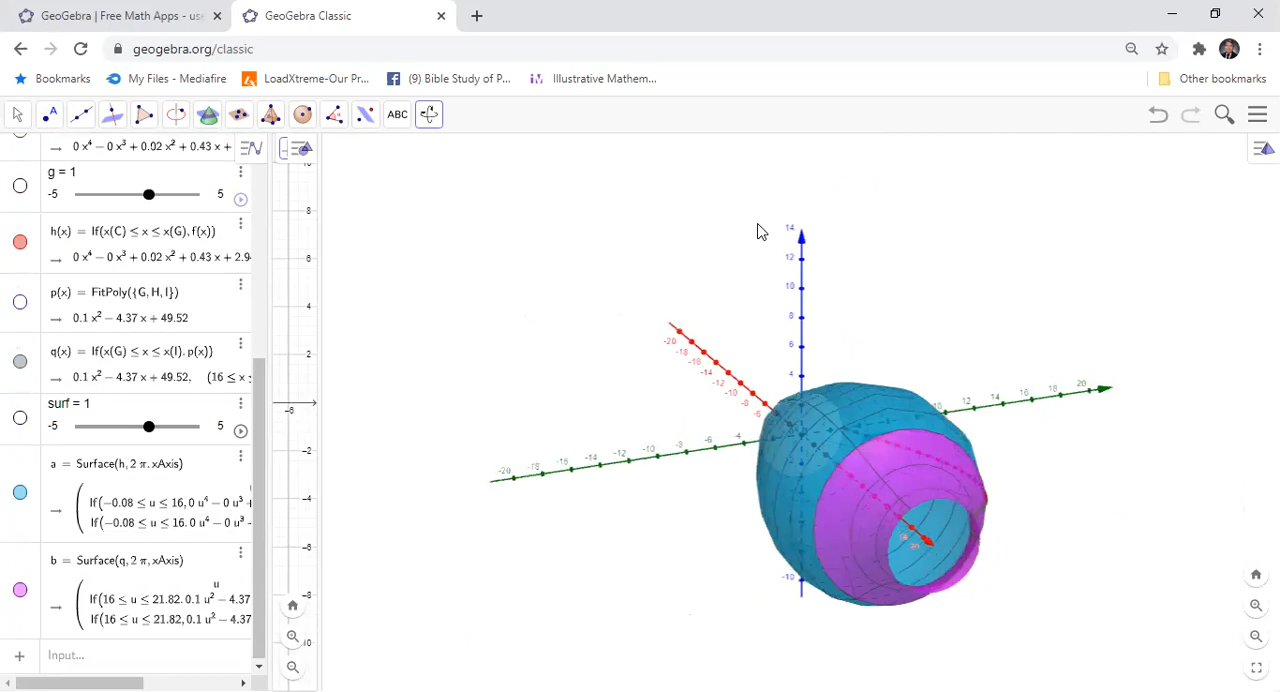 GeoGebra | Free Math Apps - use
GeoGebra Classic
geogebra.org/classic
Bookmarks
My Files - Mediafire
LoadXtreme-Our Pr...
(9) Bible Study of P...
Illustrative Mathem...
Other bookmarks
ABC
→ 0 x⁴ − 0 x³ + 0.02 x² + 0.43 x +
g = 1
-5 5
h(x) = If(x(C) ≤ x ≤ x(G), f(x))
→ 0 x⁴ − 0 x³ + 0.02 x² + 0.43 x + 2.9
p(x) = FitPoly({G, H, I})
→ 0.1 x² − 4.37 x + 49.52
q(x) = If(x(G) ≤ x ≤ x(I), p(x))
→ 0.1 x² − 4.37 x + 49.52, (16 ≤ x
surf = 1
-5 5
a = Surface(h, 2 π, xAxis)
If(−0.08 ≤ u ≤ 16, 0 u⁴ − 0 u³
→
If(−0.08 ≤ u ≤ 16, 0 u⁴ − 0
b = Surface(q, 2 π, xAxis)
u
If(16 ≤ u ≤ 21.82, 0.1 u² − 4.37
→
If(16 ≤ u ≤ 21.82, 0.1 u² − 4.37
Input...
8
6
4
2
-6
-2
-4
-6
-8
14
12
10
8
6
4
-10
-20
-18
-16
-14
-12
-10
-8
-6
-20 -18 -16 -14 -12 -10 -8 -6 -4
10 12 14 16 18 20